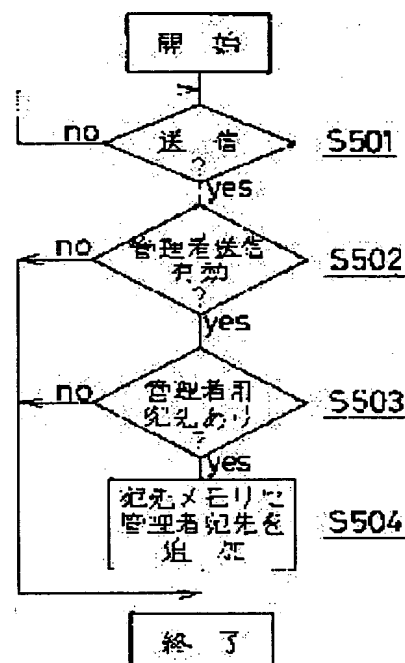 開始
送信
?
no
yes
S501
管理者送信
有効
?
no
yes
S502
管理者用
宛先あり
?
no
yes
S503
宛先メモリに
管理者宛先を
追加
S504
終了